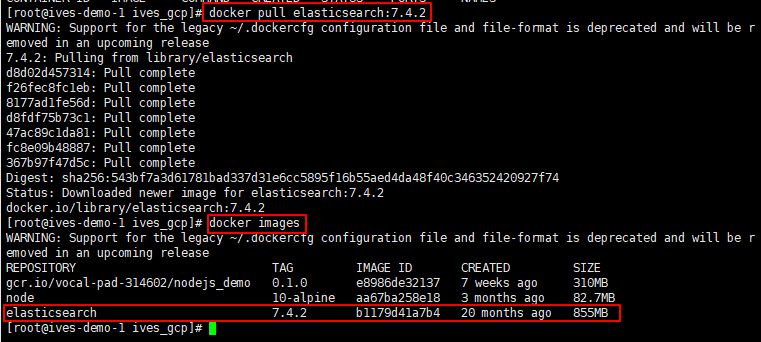 [root@ives-demo-1 ives_gcp]# docker pull elasticsearch:7.4.2
WARNING: Support for the legacy ~/.dockercfg configuration file and file-format is deprecated and will be r
emoved in an upcoming release
7.4.2: Pulling from library/elasticsearch
d8d02d457314: Pull complete
f26fec8fc1eb: Pull complete
8177ad1fe56d: Pull complete
d8fdf75b73c1: Pull complete
47ac89c1da81: Pull complete
fc8e09b48887: Pull complete
367b97f47d5c: Pull complete
Digest: sha256:543bf7a3d61781bad337d31e6cc5895f16b55aed4da48f40c346352420927f74
Status: Downloaded newer image for elasticsearch:7.4.2
docker.io/library/elasticsearch:7.4.2
[root@ives-demo-1 ives_gcp]# docker images
WARNING: Support for the legacy ~/.dockercfg configuration file and file-format is deprecated and will be r
emoved in an upcoming release
REPOSITORY TAG IMAGE ID CREATED SIZE
gcr.io/vocal-pad-314602/nodejs_demo 0.1.0 e8986de32137 7 weeks ago 310MB
node 10-alpine aa67ba258e18 3 months ago 82.7MB
elasticsearch 7.4.2 b1179d41a7b4 20 months ago 855MB
[root@ives-demo-1 ives_gcp]#